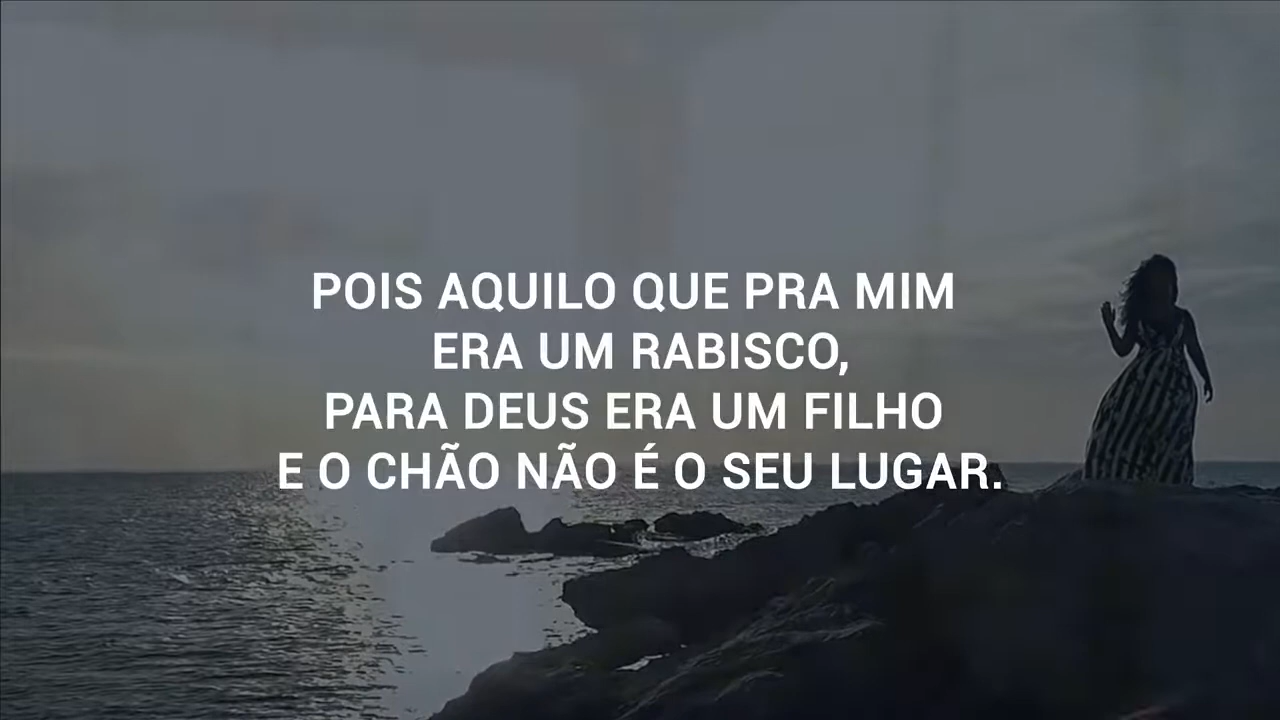 POIS AQUILO QUE PRA MIM
ERA UM RABISCO,
PARA DEUS ERA UM FILHO
E O CHÃO NÃO É O SEU LUGAR.